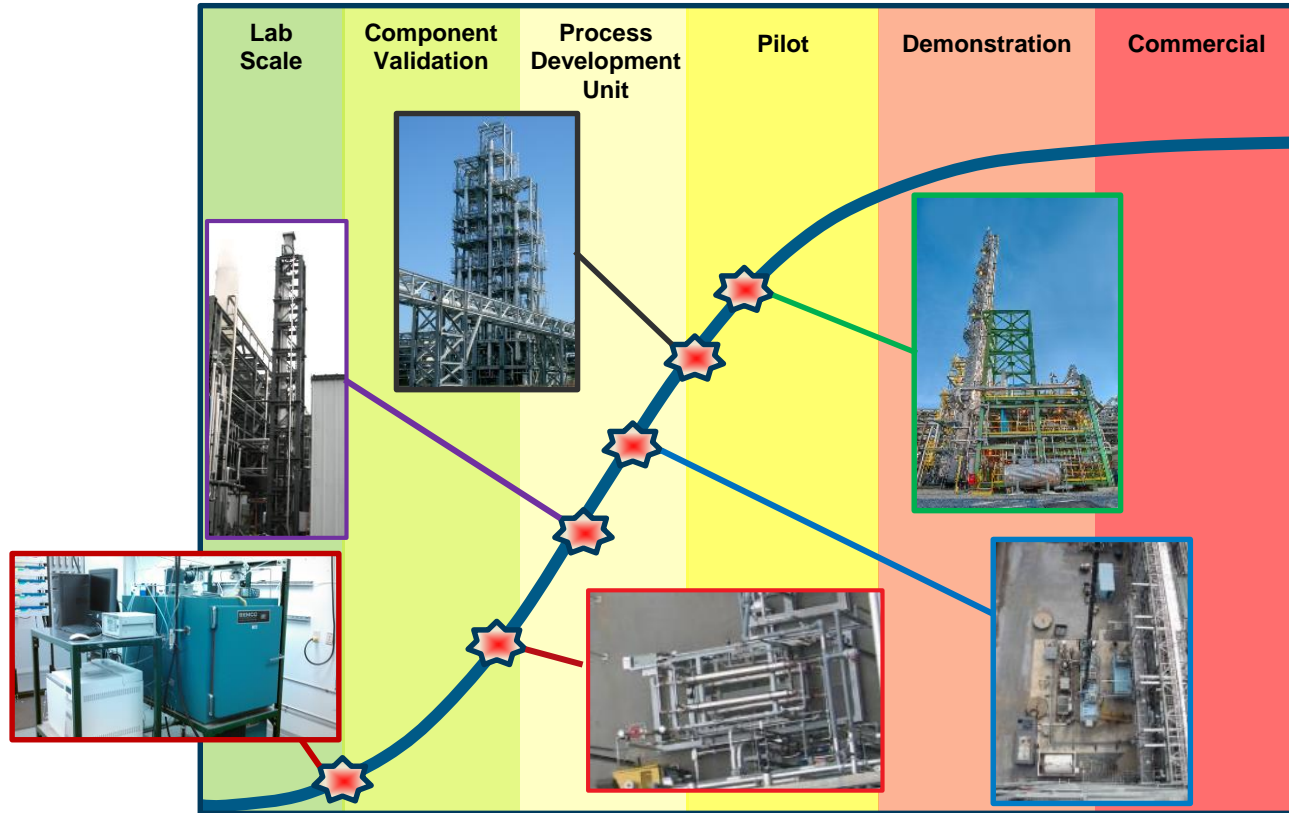 Lab
Scale
Component
Validation
Process
Development
Unit
Pilot
Demonstration
Commercial